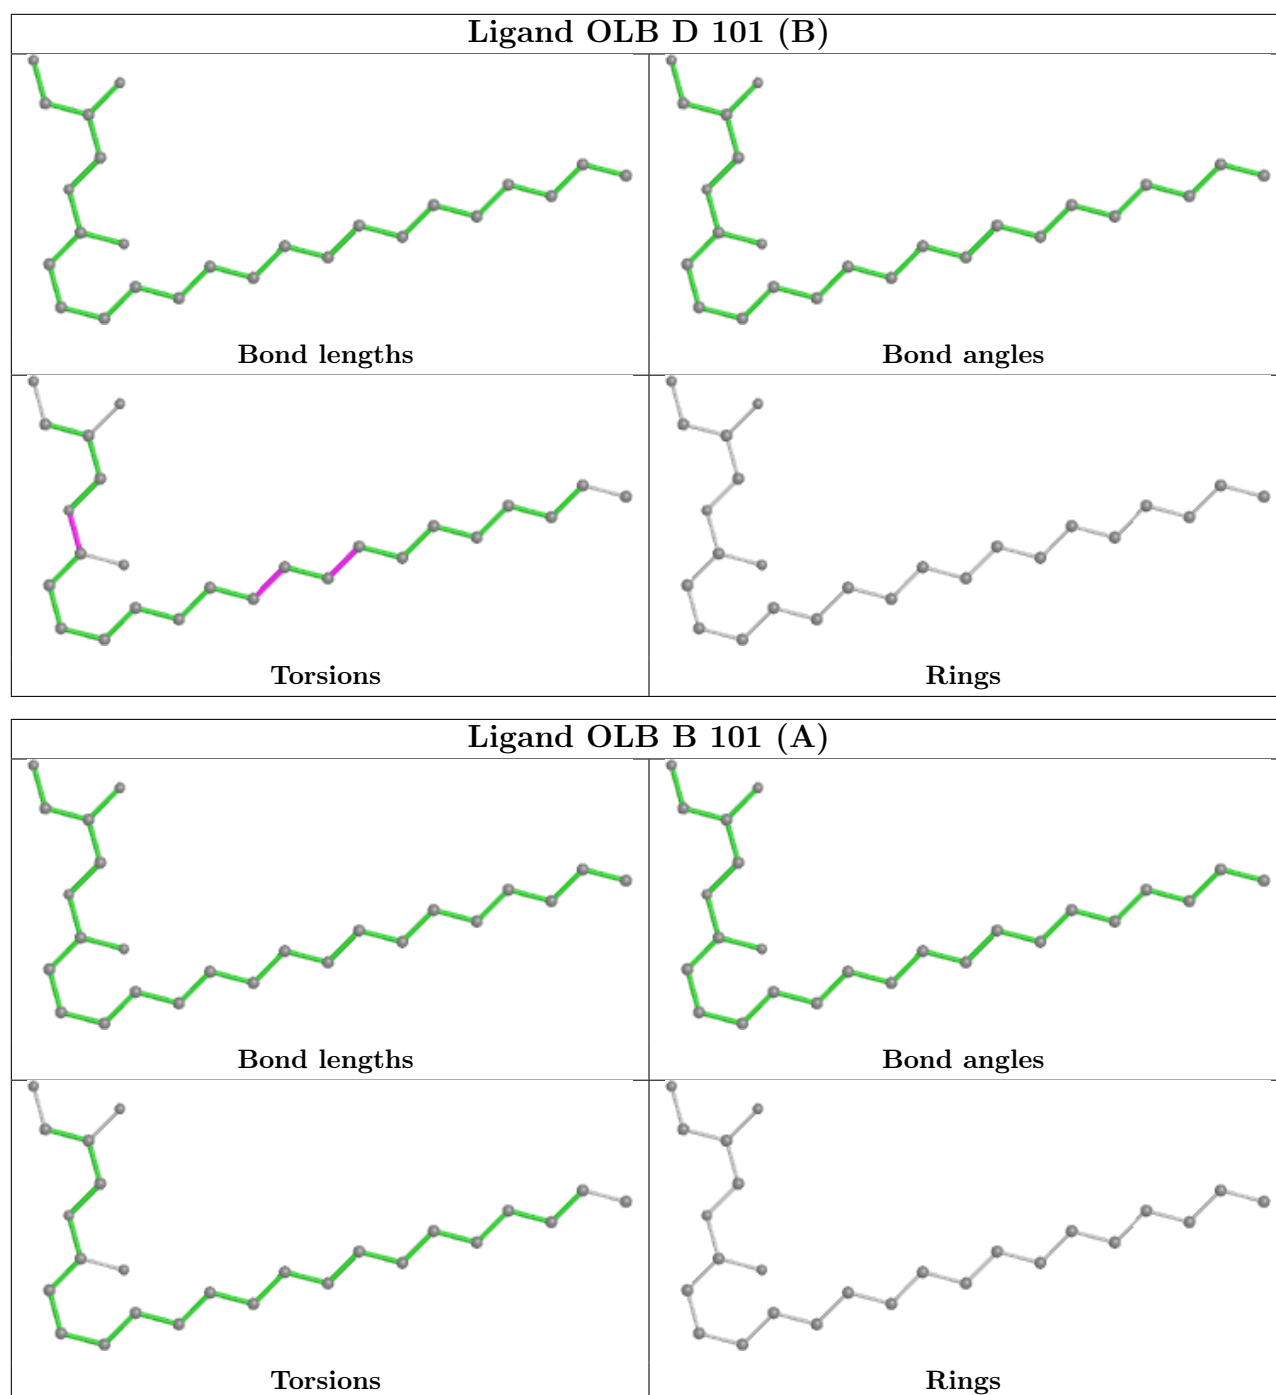 Ligand OLB D 101 (B)
Bond lengths
Bond angles
Torsions
Rings
Ligand OLB B 101 (A)
Bond lengths
Bond angles
Torsions
Rings